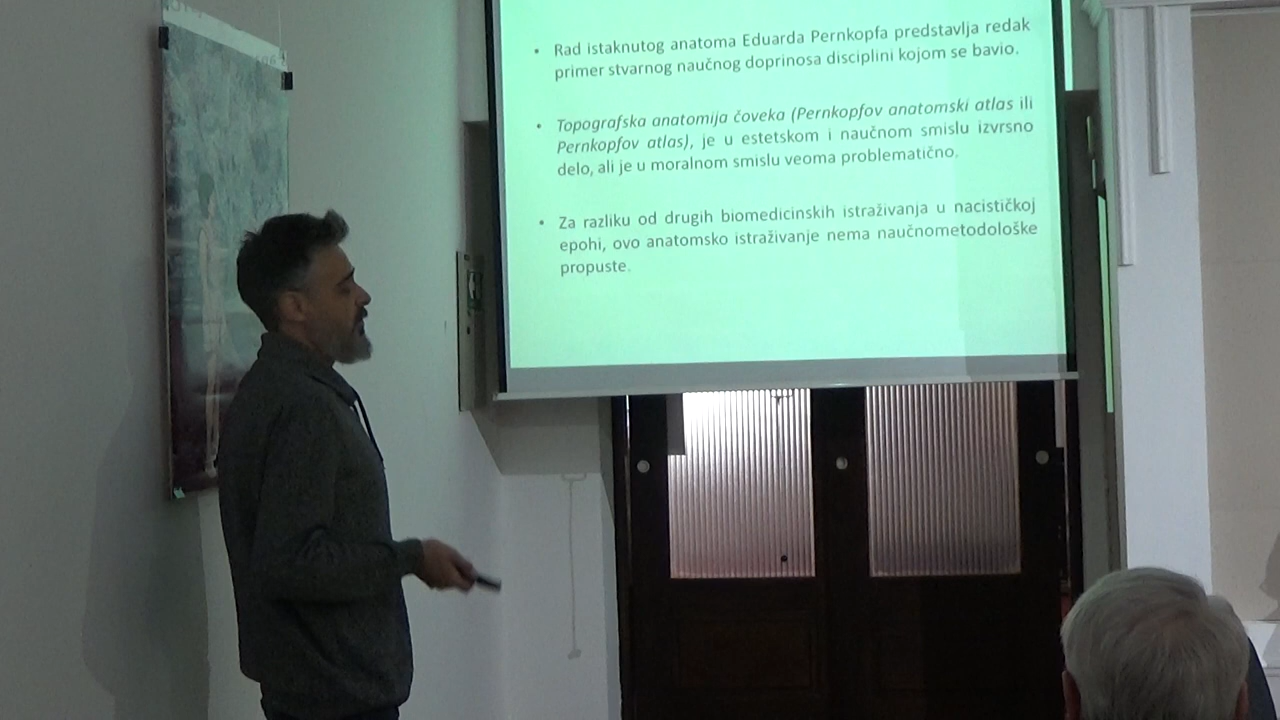 • Rad istaknutog anatoma Eduarda Pernkopfa predstavlja redak
primer stvarnog naučnog doprinosa disciplini kojom se bavio.
• Topografska anatomija čoveka (Pernkopfov anatomski atlas ili
Pernkopfov atlas), je u estetskom i naučnom smislu izvrsno
delo, ali je u moralnom smislu veoma problematično.
• Za razliku od drugih biomedicinskih istraživanja u nacističkoj
epohi, ovo anatomsko istraživanje nema naučnometodološke
propuste.